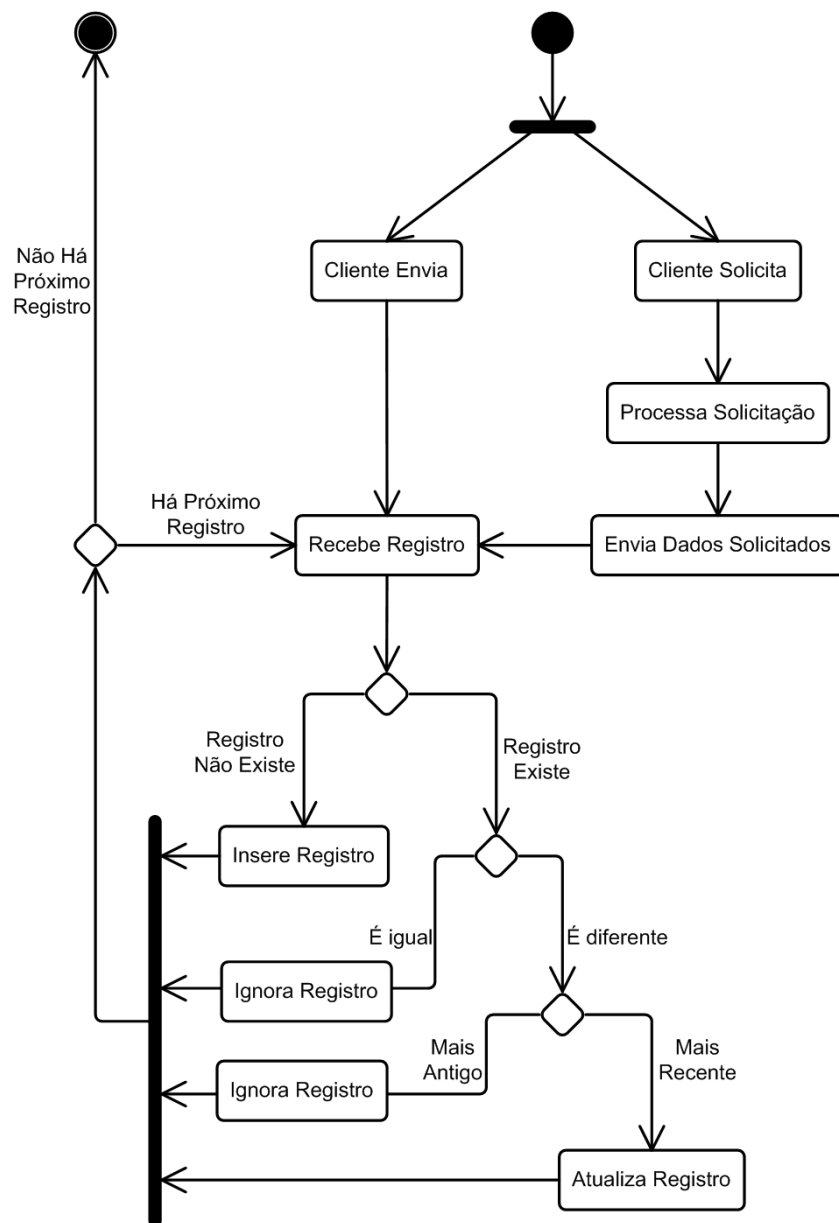 Não Há
Próximo
Registro
Cliente Envia
Cliente Solicita
Processa Solicitação
Há Próximo
Registro
Recebe Registro
Envia Dados Solicitados
Registro
Não Existe
Registro
Existe
Insere Registro
É igual
É diferente
Ignora Registro
Mais
Antigo
Mais
Recente
Ignora Registro
Atualiza Registro